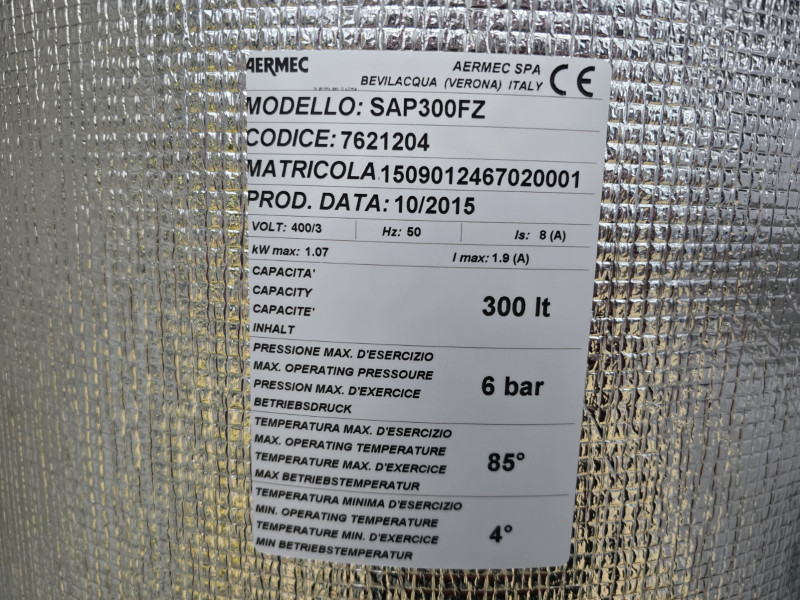 AERMEC
AERMEC SPA
BEVILACQUA (VERONA) ITALY CE
MODELLO: SAP300FZ
CODICE: 7621204
MATRICOLA 1509012467020001
PROD. DATA: 10/2015
VOLT: 400/3 Hz: 50 Is: 8 (A)
kW max: 1.07 I max: 1.9 (A)
CAPACITA'
CAPACITY
CAPACITE'
INHALT
300 lt
PRESSIONE MAX. D'ESERCIZIO
MAX. OPERATING PRESSOURE
PRESSION MAX. D'EXERCICE
BETRIEBSDRUCK
6 bar
TEMPERATURA MAX. D'ESERCIZIO
MAX. OPERATING TEMPERATURE
TEMPERATURE MAX. D'EXERCICE
MAX BETRIEBSTEMPERATUR
85°
TEMPERATURA MINIMA D'ESERCIZIO
MIN. OPERATING TEMPERATURE
TEMPERATURE MIN. D'EXERCICE
MIN BETRIEBSTEMPERATUR
4°